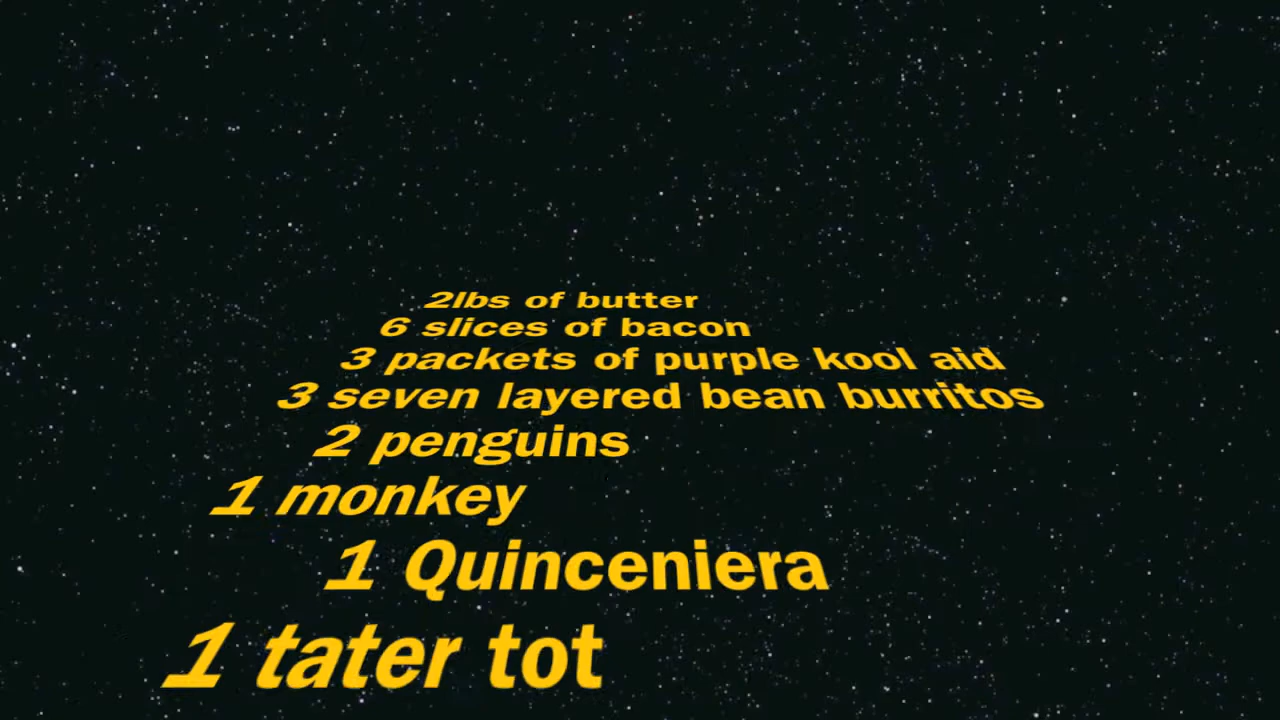 2lbs of butter
6 slices of bacon
3 packets of purple kool aid
3 seven layered bean burritos
2 penguins
1 monkey
1 Quinceniera
1 tater tot